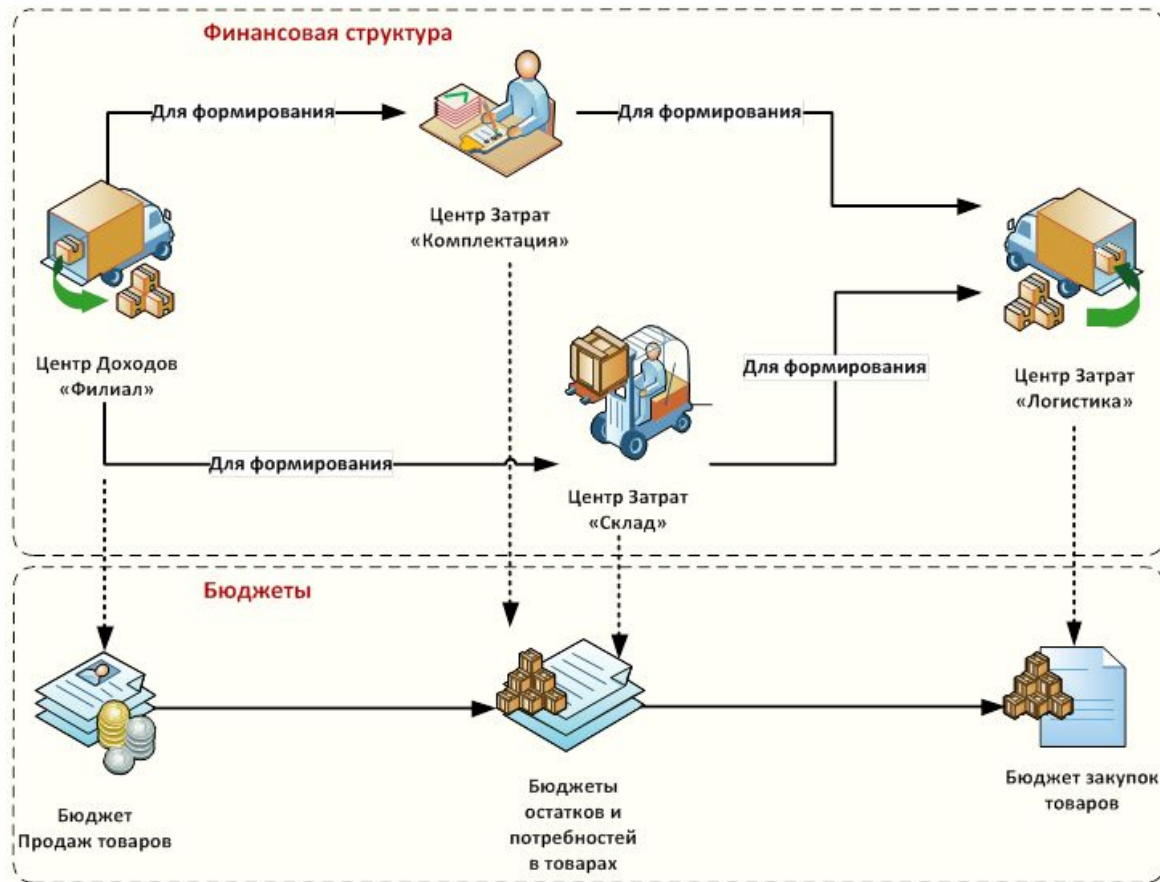 Финансовая структура
Для формирования
Для формирования
Центр Затрат
«Комплектация»
Центр Доходов
«Филиал»
Для формирования
Центр Затрат
«Логистика»
Для формирования
Центр Затрат
«Склад»
Бюджеты
Бюджет
Продаж товаров
Бюджеты
остатков и
потребностей
в товарах
Бюджет закупок
товаров